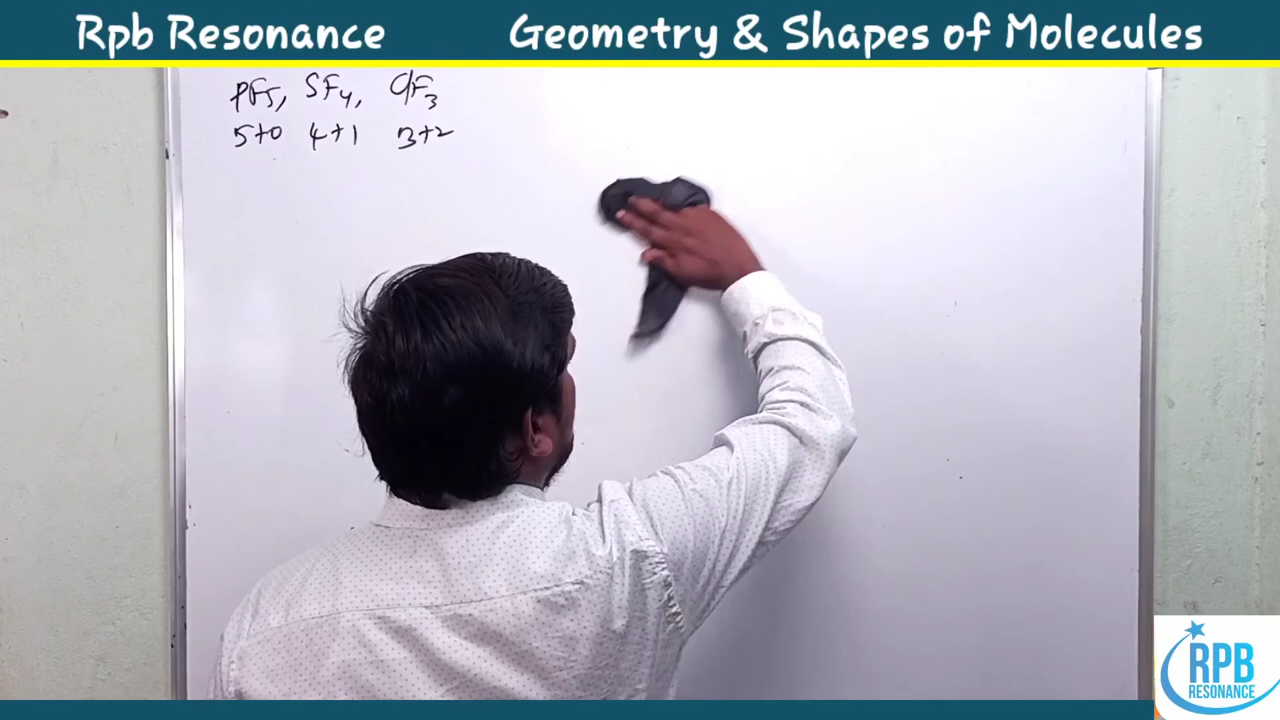 Rpb Resonance Geometry & Shapes of Molecules
PF5, SF4, ClF3
5+0 4+1 3+2
RPB
RESONANCE